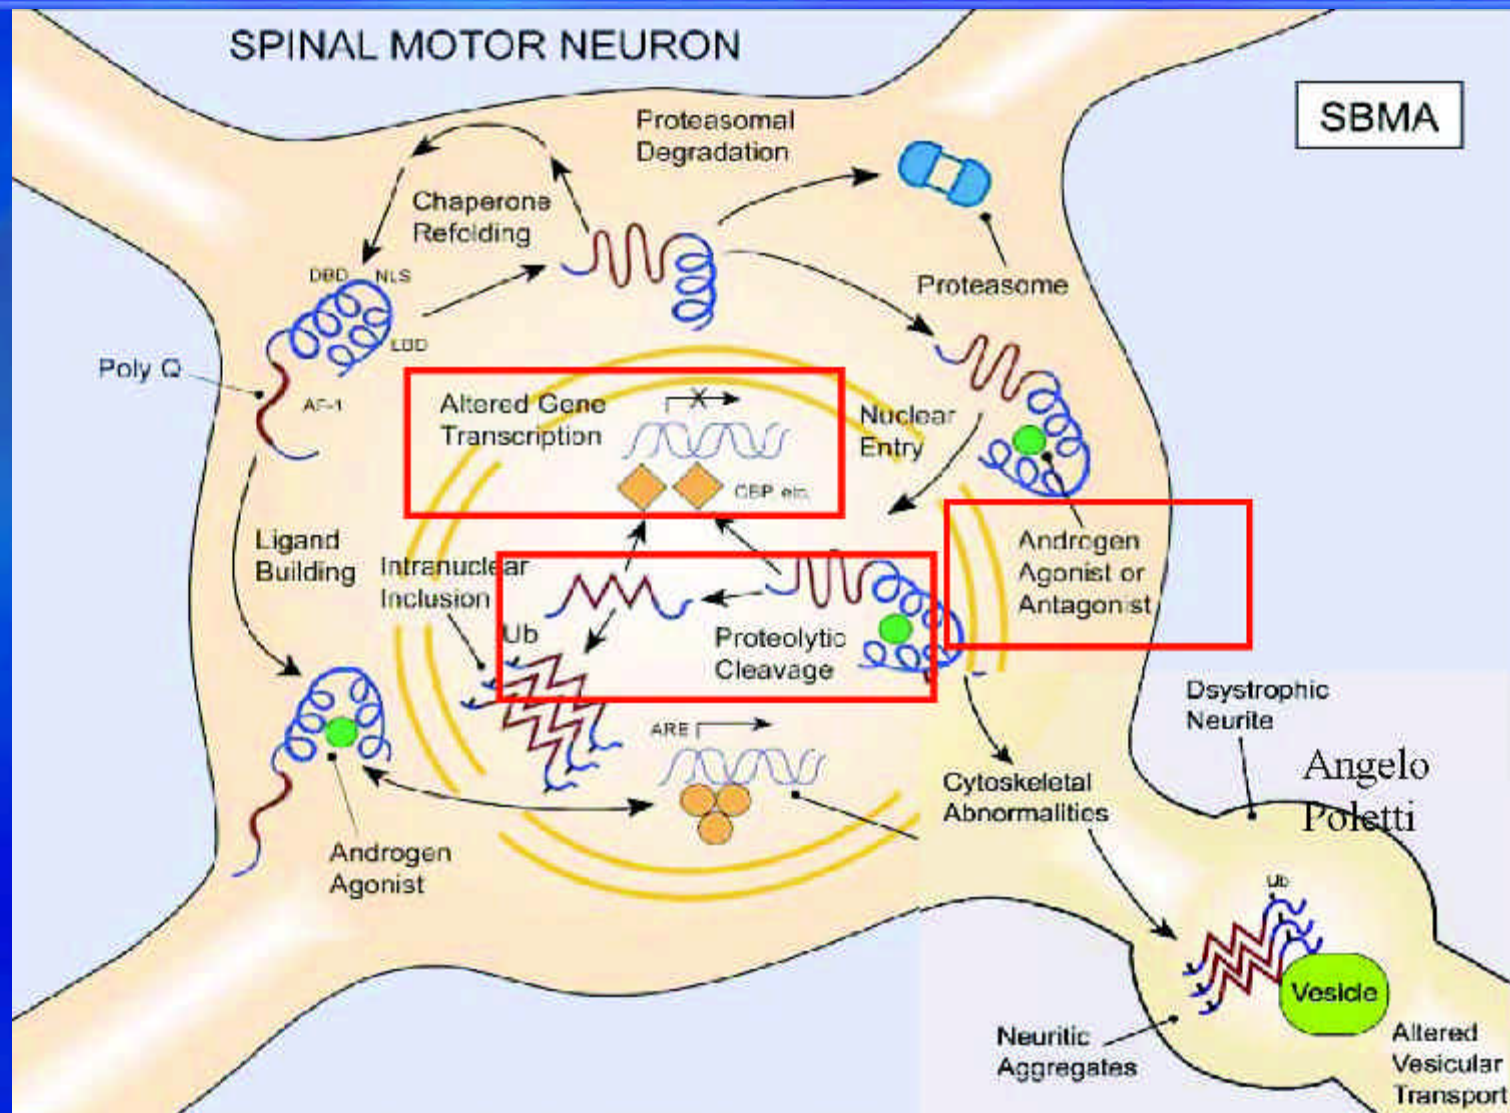 SPINAL MOTOR NEURON
SBMA
Proteasomal
Degradation
Chaperone
Refolding
Proteasome
DBD
NLS
LBD
Poly Q
AF-1
Altered Gene
Transcription
X
CBP etc.
Nuclear
Entry
Ligand
Building
Intranuclear
Inclusion
Ub
Proteolytic
Cleavage
Androgen
Agonist or
Antagonist
ARE
Androgen
Agonist
Cytoskeletal
Abnormalities
Dsystrophic
Neurite
Angelo
Poletti
Ub
Vesicle
Neuritic
Aggregates
Altered
Vesicular
Transport